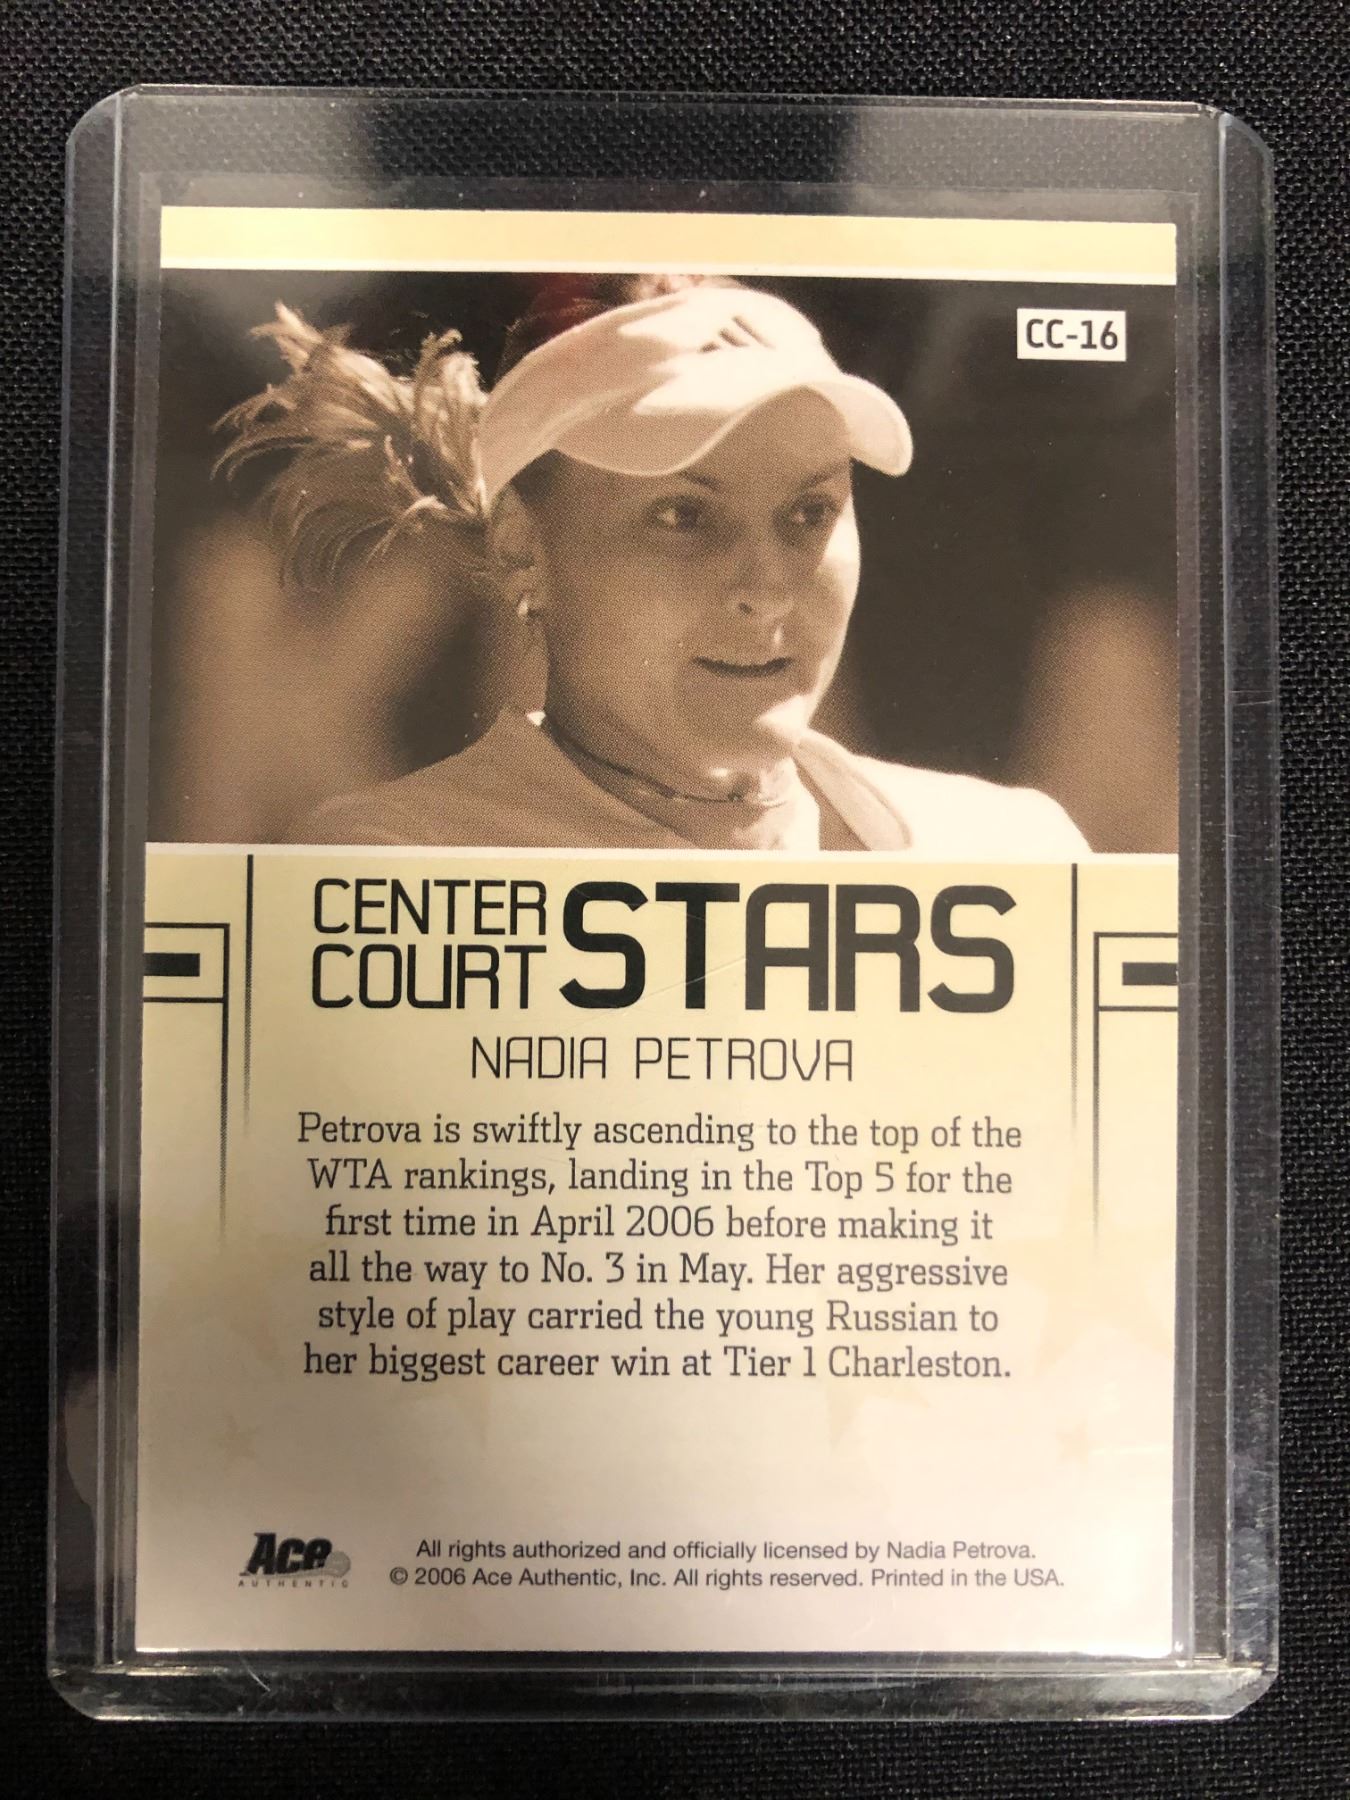 CC-16
CENTER
COURT STARS
NADIA PETROVA
Petrova is swiftly ascending to the top of the
WTA rankings, landing in the Top 5 for the
first time in April 2006 before making it
all the way to No. 3 in May. Her aggressive
style of play carried the young Russian to
her biggest career win at Tier 1 Charleston.
Ace
AUTHENTIC
All rights authorized and officially licensed by Nadia Petrova.
© 2006 Ace Authentic, Inc. All rights reserved. Printed in the USA.